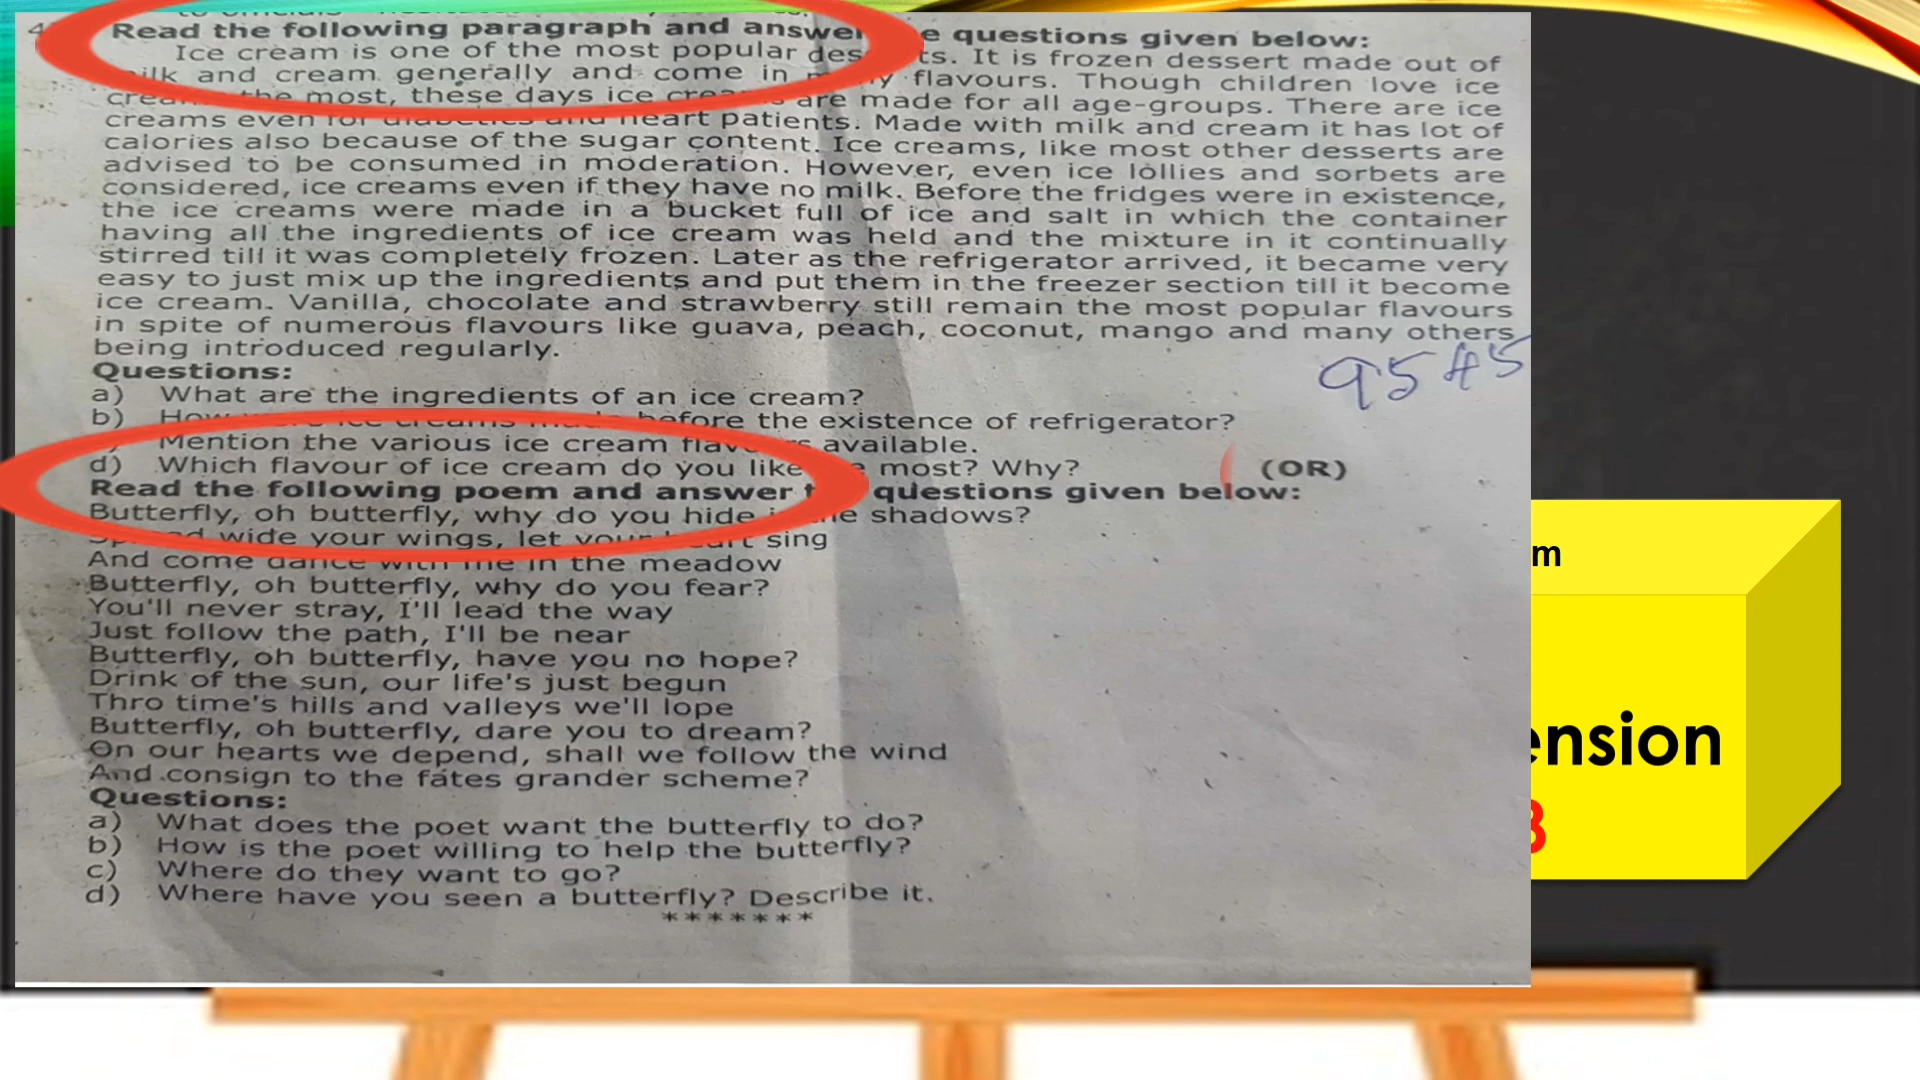 Read the following paragraph and answer e questions given below:
Ice cream is one of the most popular des ts. It is frozen dessert made out of
milk and cream generally and come in y flavours. Though children love ice
the most, these days ice are made for all age-groups. There are ice
creams even for diabetics and heart patients. Made with milk and cream it has lot of
calories also because of the sugar content. Ice creams, like most other desserts are
advised to be consumed in moderation. However, even ice lollies and sorbets are
considered, ice creams even if they have no milk. Before the fridges were in existence,
the ice creams were made in a bucket full of ice and salt in which the container
having all the ingredients of ice cream was held and the mixture in it continually
stirred till it was completely frozen. Later as the refrigerator arrived, it became very
easy to just mix up the ingredients and put them in the freezer section till it become
ice cream. Vanilla, chocolate and strawberry still remain the most popular flavours
in spite of numerous flavours like guava, peach, coconut, mango and many others
being introduced regularly.
9545
Questions:
a) What are the ingredients of an ice cream?
b) How ice creams before the existence of refrigerator?
Mention the various ice cream available.
d) Which flavour of ice cream do you like most? Why?
(OR)
Read the following poem and answer questions given below:
Butterfly, oh butterfly, why do you hide the shadows?
wide your wings, let your heart sing
And come dance with me in the meadow
Butterfly, oh butterfly, why do you fear?
You'll never stray, I'll lead the way
Just follow the path, I'll be near
Butterfly, oh butterfly, have you no hope?
Drink of the sun, our life's just begun
Thro time's hills and valleys we'll lope
Butterfly, oh butterfly, dare you to dream?
On our hearts we depend, shall we follow the wind
And consign to the fates grander scheme?
Questions:
a) What does the poet want the butterfly to do?
b) How is the poet willing to help the butterfly?
c) Where do they want to go?
d) Where have you seen a butterfly? Describe it.
*******
m
ension
3